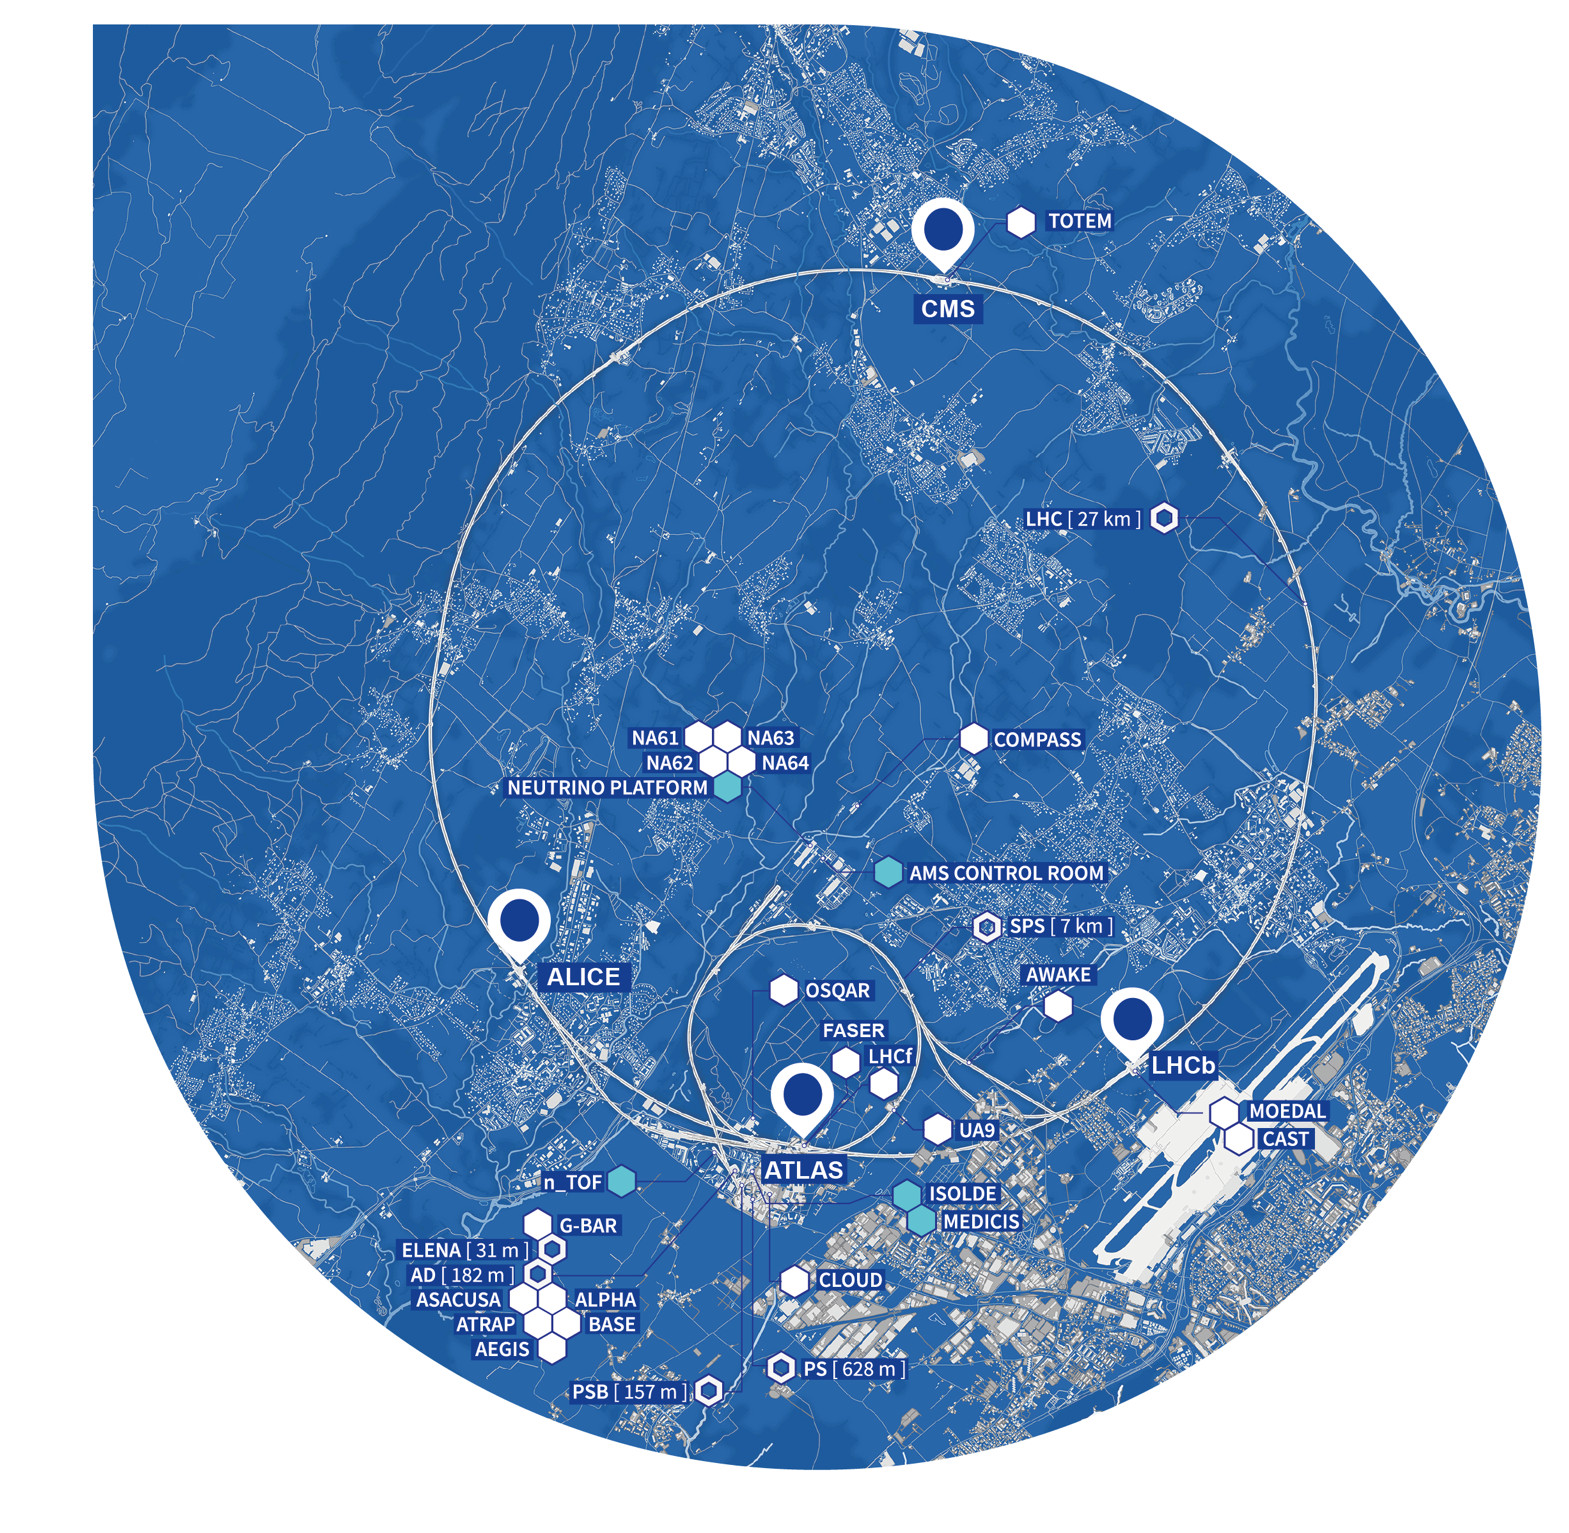 TOTEM
CMS
LHC [ 27 km ]
NA61
NA63
NA62
NA64
NEUTRINO PLATFORM
COMPASS
AMS CONTROL ROOM
SPS [ 7 km ]
ALICE
AWAKE
OSQAR
FASER
LHCf
LHCb
MOEDAL
CAST
UA9
ATLAS
n_TOF
ISOLDE
MEDICIS
G-BAR
ELENA [ 31 m ]
AD [ 182 m ]
CLOUD
ASACUSA
ALPHA
ATRAP
BASE
AEGIS
PS [ 628 m ]
PSB [ 157 m ]